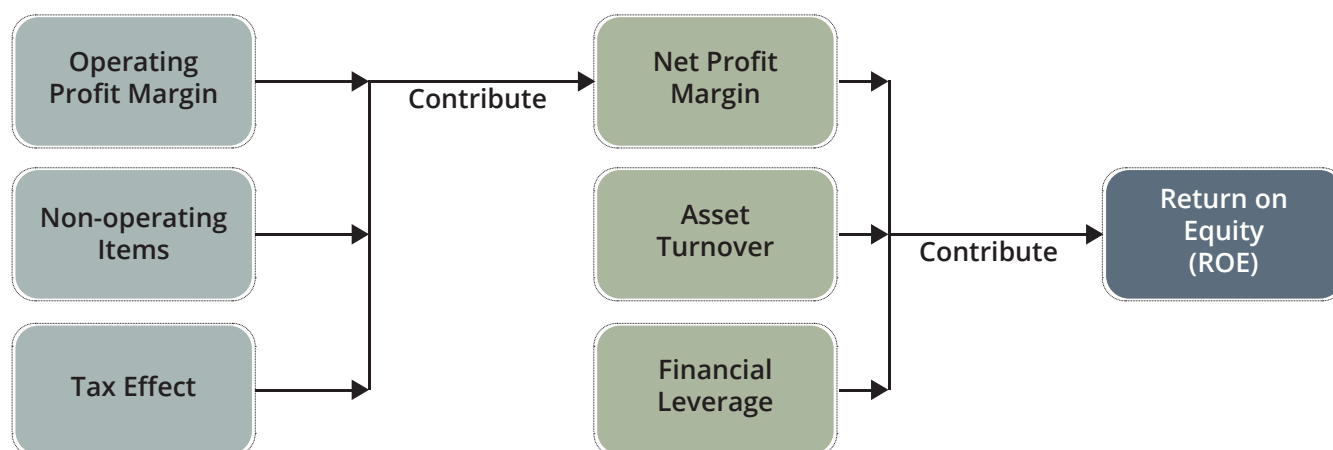 Operating
Profit Margin
Contribute
Net Profit
Margin
Non-operating
Items
Asset
Turnover
Contribute
Return on
Equity
(ROE)
Tax Effect
Financial
Leverage